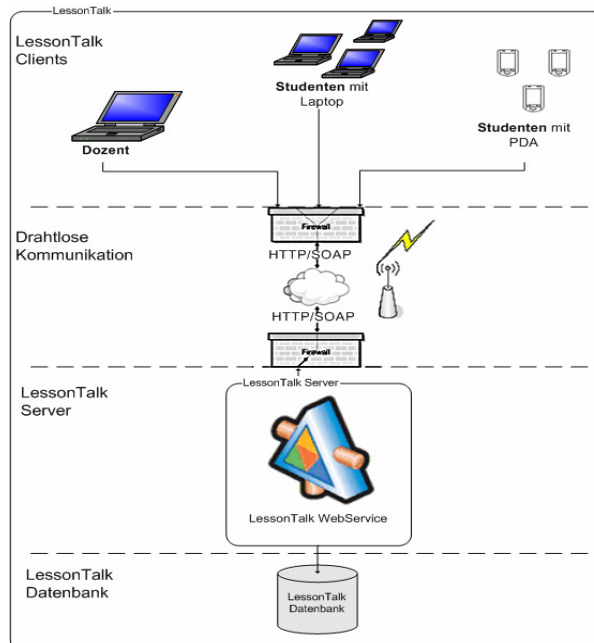 LessonTalk
LessonTalk
Clients
Dozent
Studenten mit
Laptop
Studenten mit
PDA
Drahtlose
Kommunikation
Firewall
HTTP/SOAP
HTTP/SOAP
Firewall
LessonTalk
Server
LessonTalk Server
LessonTalk WebService
LessonTalk
Datenbank
LessonTalk
Datenbank